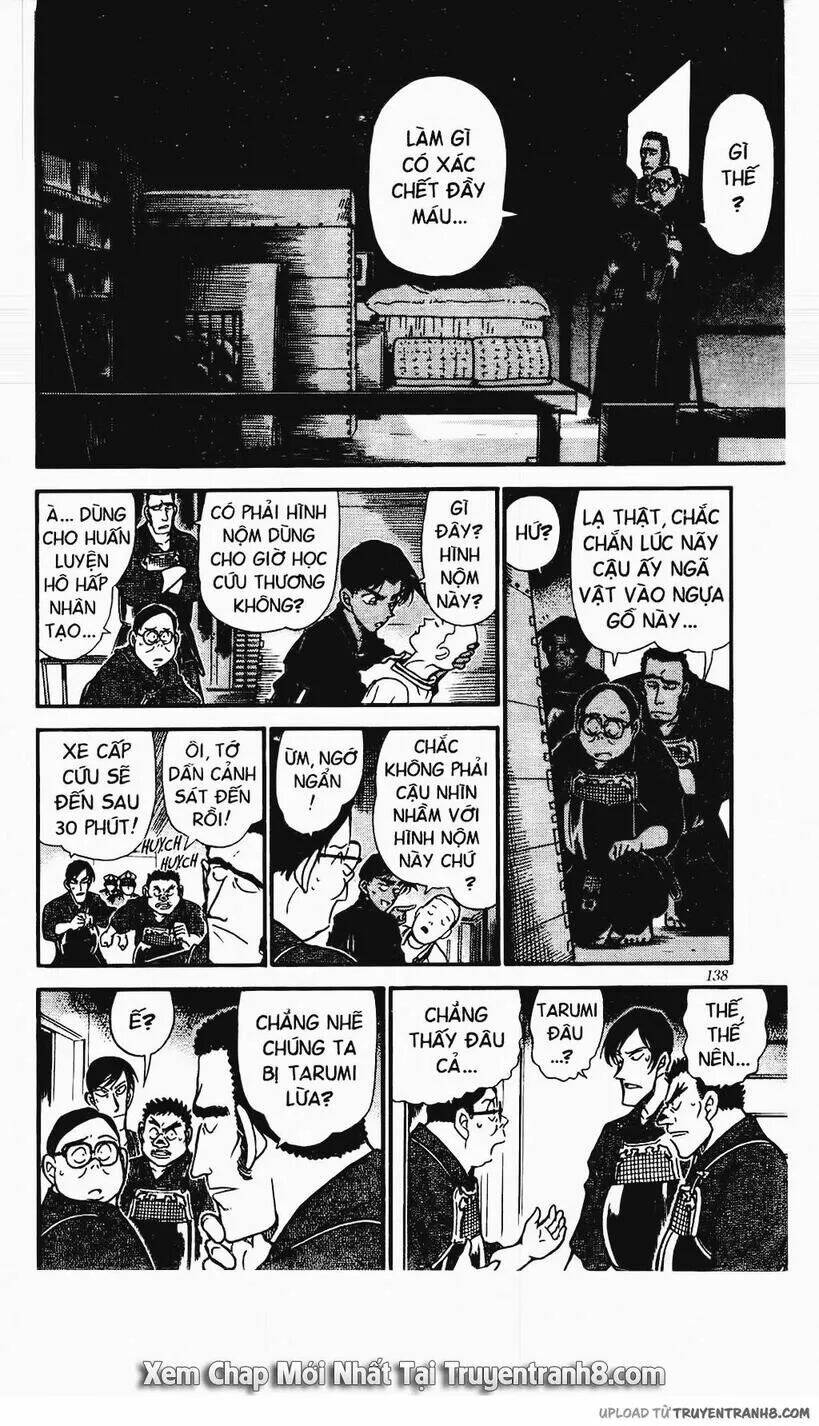 GÌ
THẾ
?
LÀM GÌ
CÓ XÁC
CHẾT ĐẦY
MÁU...
LẠ THẬT, CHẮC
CHẮN LÚC NÃY
CẬU ẤY NGÃ
VẬT VÀO NGỰA
GỖ NÀY...
HỨ?
GÌ
ĐÂY?
HÌNH
NỘM
NÀY?
CÓ PHẢI HÌNH
NỘM DÙNG
CHO GIỜ HỌC
CỨU THƯƠNG
KHÔNG?
À... DÙNG
CHO HUẤN
LUYỆN
HÔ HẤP
NHÂN
TẠO...
CHẮC
KHÔNG PHẢI
CẬU NHÌN
NHẦM VỚI
HÌNH NỘM
NÀY CHỨ
?
ỪM, NGỚ
NGẨN
!
ÔI, TỚ
DẪN CẢNH
SÁT ĐẾN
RỒI!
XE CẤP
CỨU SẼ
ĐẾN SAU
30 PHÚT!
HUỴCH
HUỴCH
138
THẾ,
THẾ
NÊN...
TARUMI
ĐÂU
...?
CHẲNG
THẤY ĐÂU
CẢ...
CHẲNG NHẼ
CHÚNG TA
BỊ TARUMI
LỪA?
Ế?
Xem Chap Mới Nhất Tại Truyentranh8.com
UPLOAD TỪ TRUYENTRANH8.COM